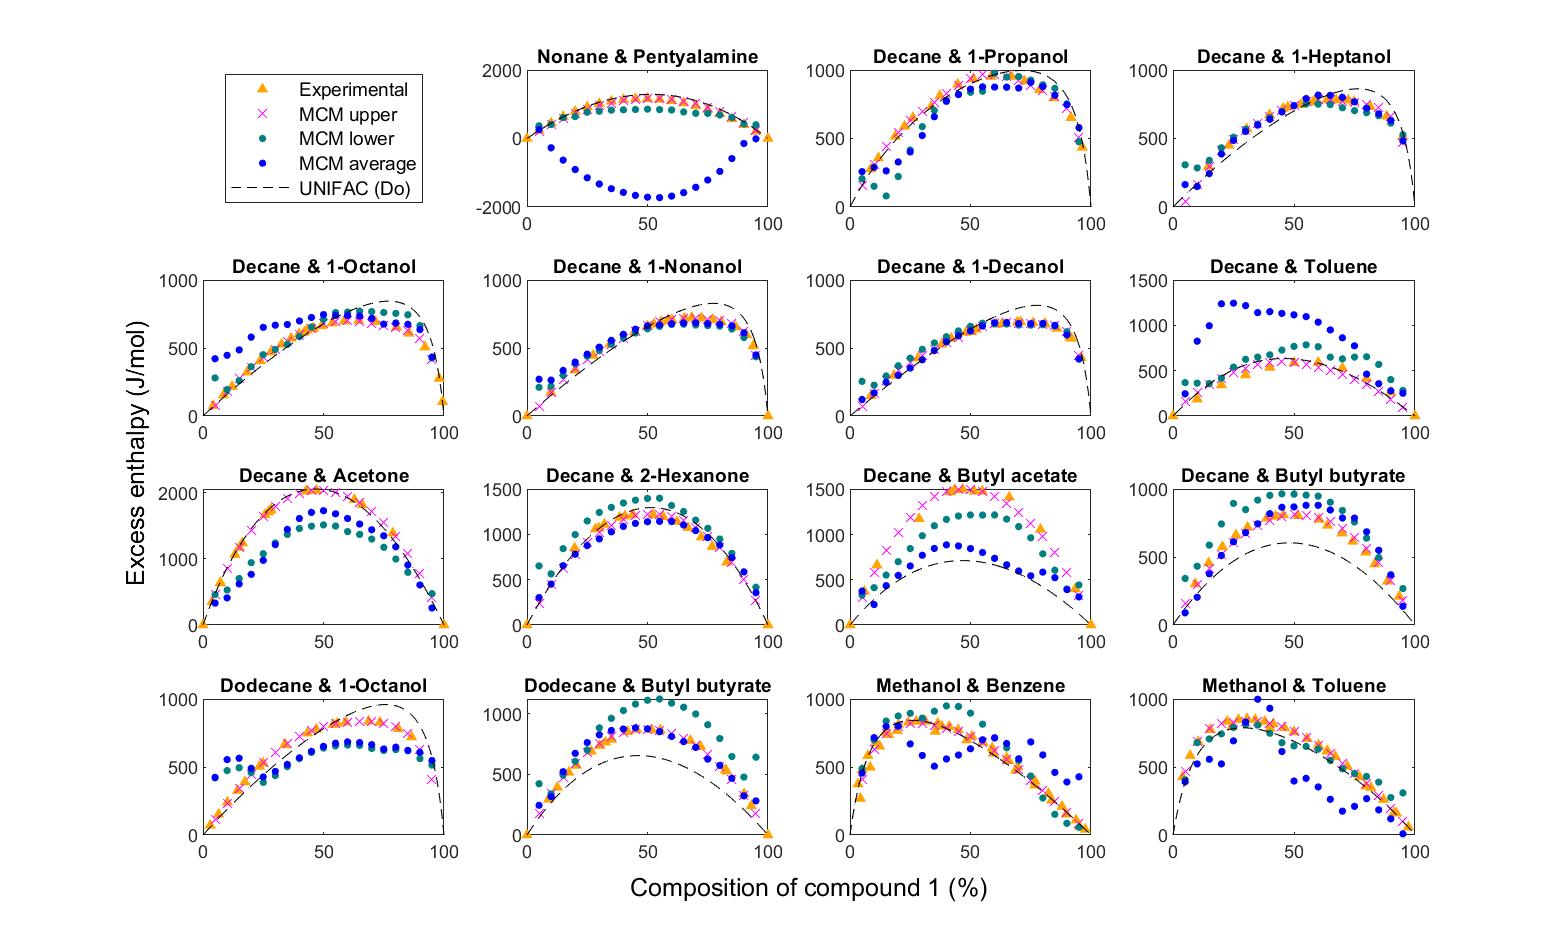 Nonane & Pentyalamine
Decane & 1-Propanol
Decane & 1-Heptanol
Experimental
MCM upper
MCM lower
MCM average
UNIFAC (Do)
2000
0
-2000
0 50 100
1000
500
0
0 50 100
1000
500
0
0 50 100
Decane & 1-Octanol
Decane & 1-Nonanol
Decane & 1-Decanol
Decane & Toluene
1000
500
0
0 50 100
1000
500
0
0 50 100
1000
500
0
0 50 100
1500
1000
500
0
0 50 100
Excess enthalpy (J/mol)
Decane & Acetone
Decane & 2-Hexanone
Decane & Butyl acetate
Decane & Butyl butyrate
2000
1000
0
0 50 100
1500
1000
500
0
0 50 100
1500
1000
500
0
0 50 100
1000
500
0
0 50 100
Dodecane & 1-Octanol
Dodecane & Butyl butyrate
Methanol & Benzene
Methanol & Toluene
1000
500
0
0 50 100
1000
500
0
0 50 100
1000
500
0
0 50 100
1000
500
0
0 50 100
Composition of compound 1 (%)